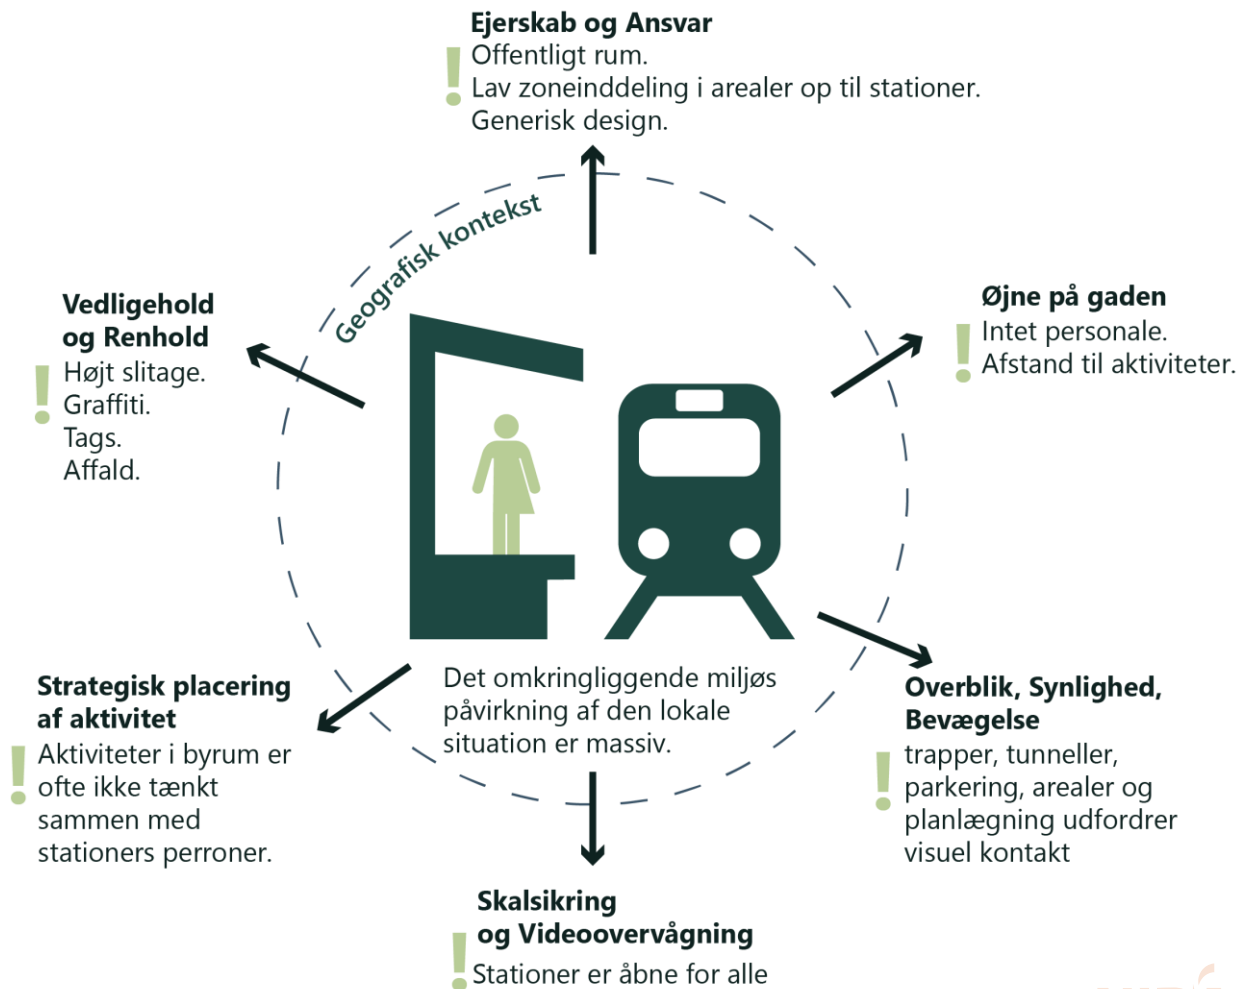 Ejerskab og Ansvar
Offentligt rum.
Lav zoneinddeling i arealer op til stationer.
Generisk design.
Geografisk kontekst
Vedligehold
og Renhold
Højt slitage.
Graffiti.
Tags.
Affald.
Øjne på gaden
Intet personale.
Afstand til aktiviteter.
Det omkringliggende miljøs
påvirkning af den lokale
situation er massiv.
Strategisk placering
af aktivitet
Aktiviteter i byrum er
ofte ikke tænkt
sammen med
stationers perroner.
Overblik, Synlighed,
Bevægelse
trapper, tunneller,
parkering, arealer og
planlægning udfordrer
visuel kontakt
Skalsikring
og Videoovervågning
Stationer er åbne for alle